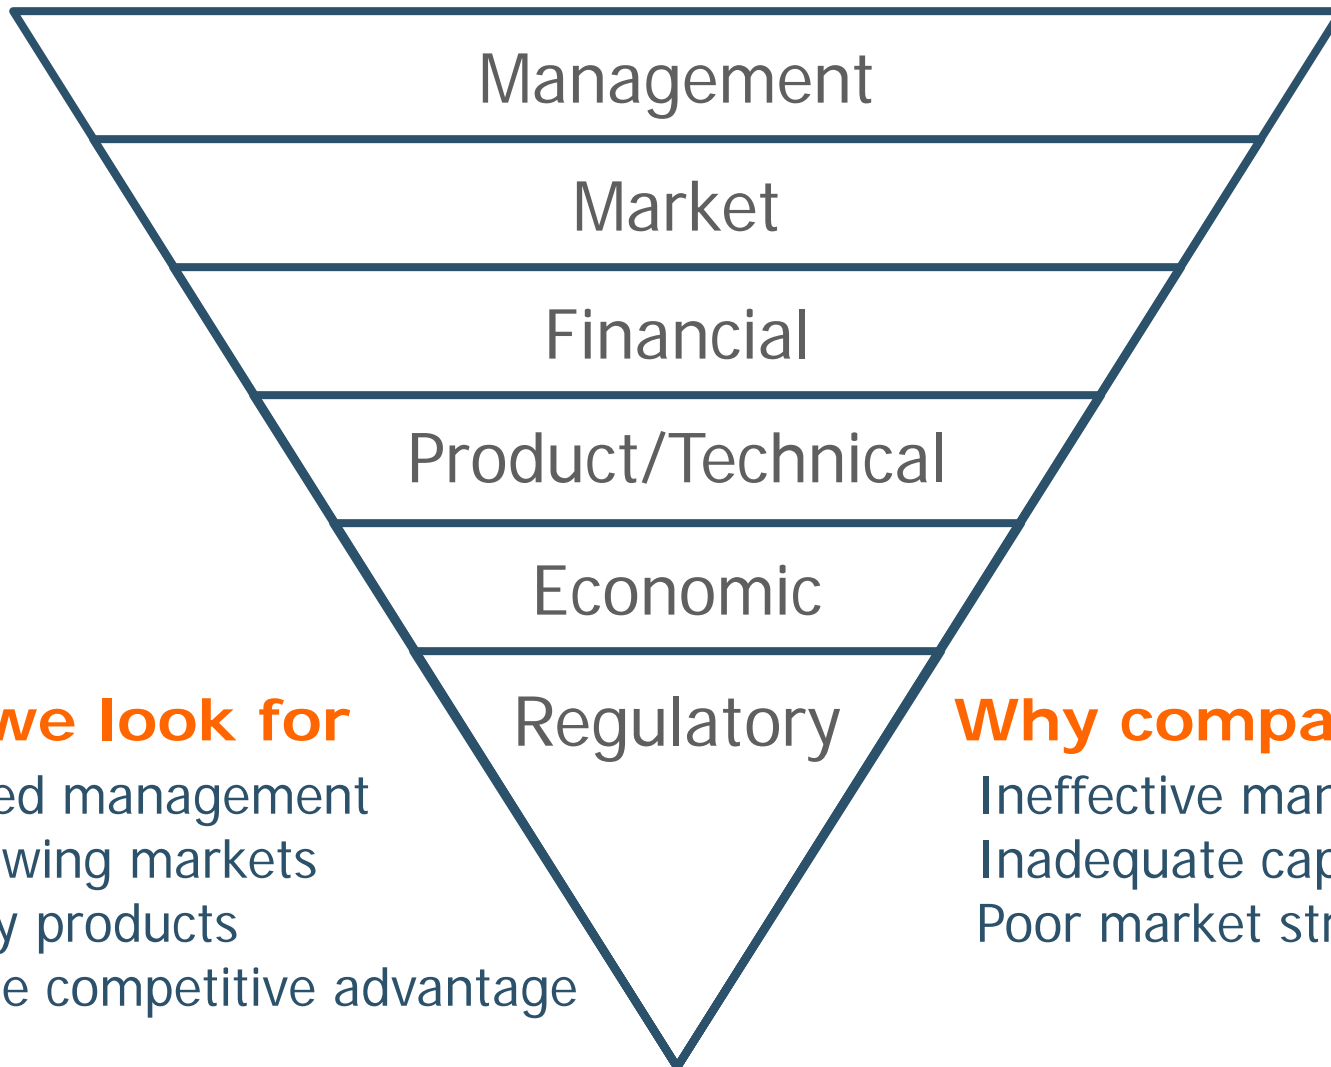 Management
Market
Financial
Product/Technical
Economic
Regulatory
we look for
ed management
wing markets
y products
e competitive advantage
Why compa
Ineffective mar
Inadequate cap
Poor market str